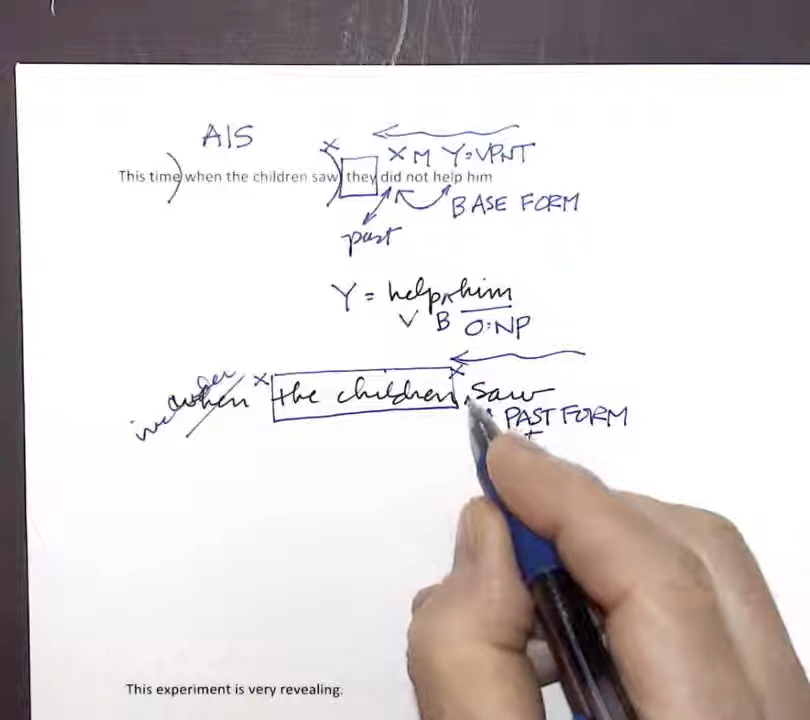 AIS
X
X M Y=VPNT
This time) when the children saw) they did not help him
BASE FORM
past
Y = help ^ him
V B O:NP
when X the children X saw
PAST FORM
+
This experiment is very revealing.